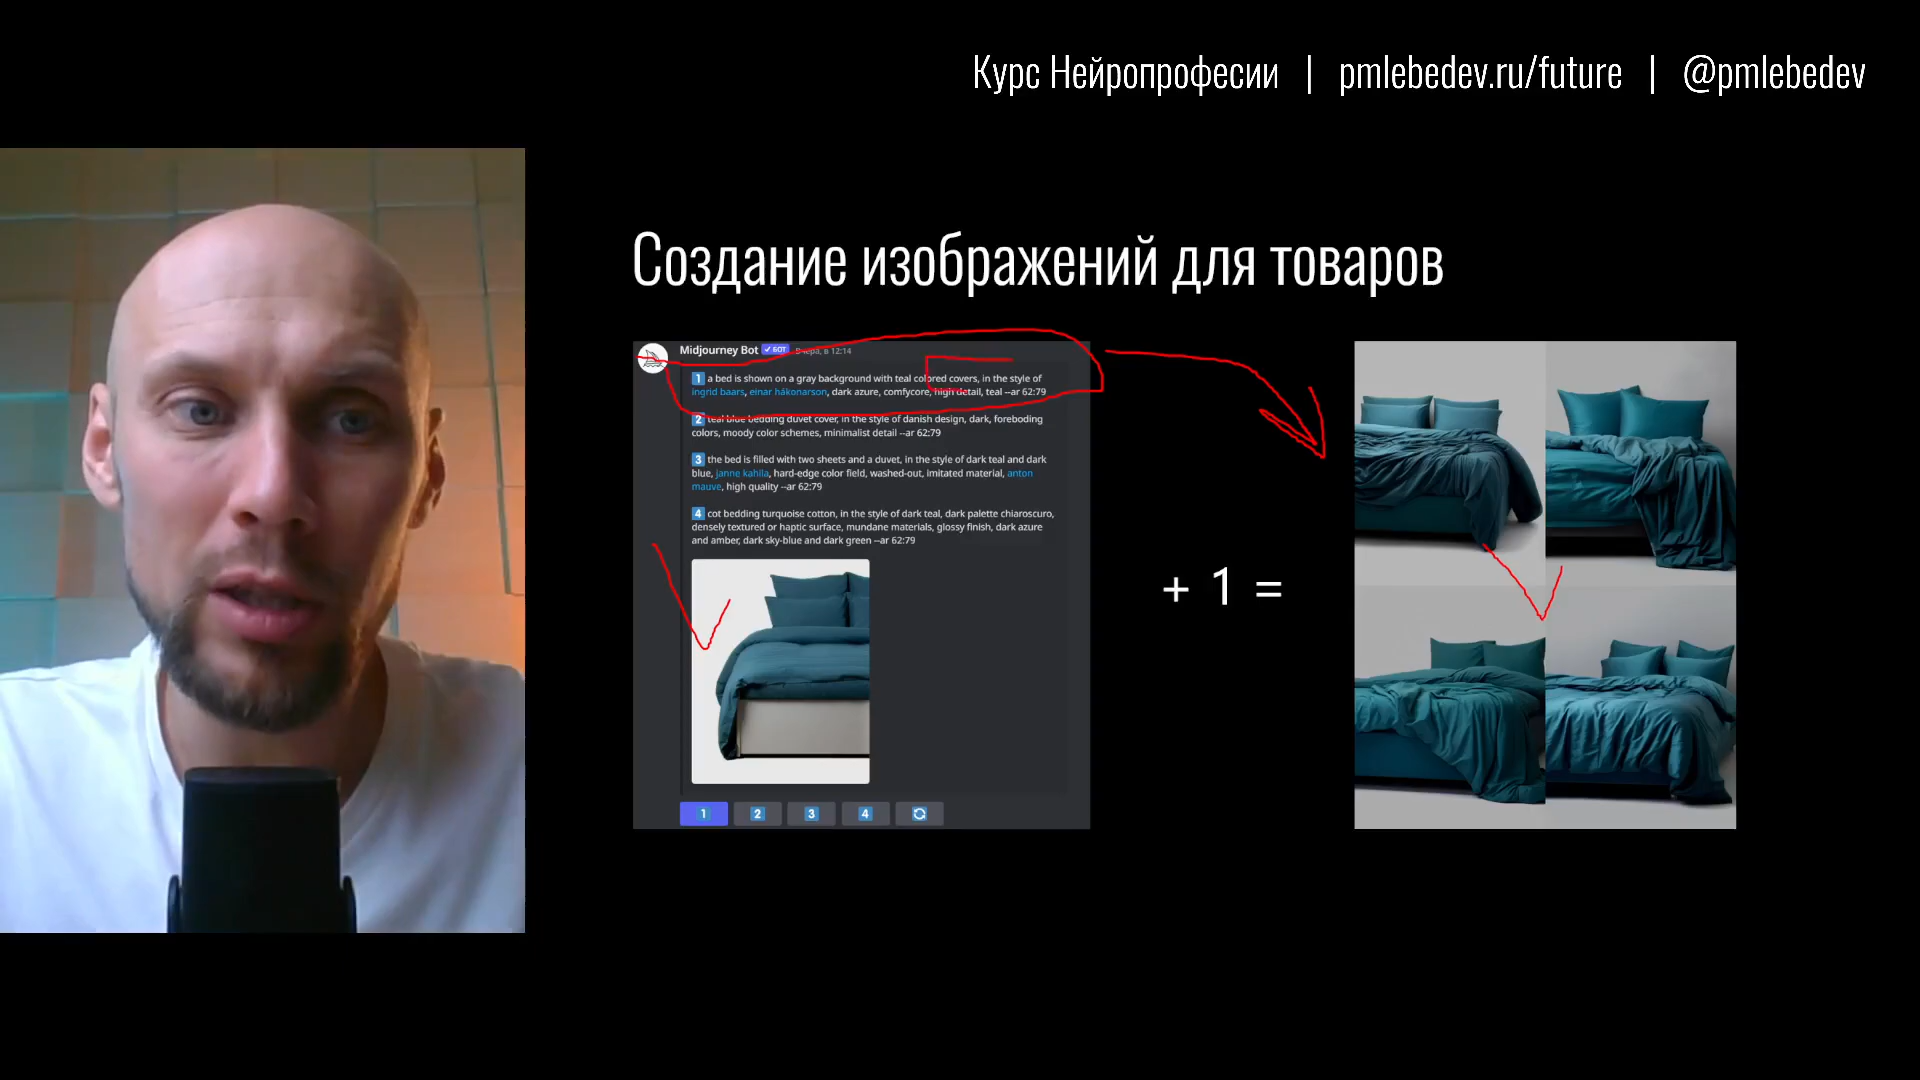 Курс Нейропрофесии | pmlebedev.ru/future | @pmlebedev
Создание изображений для товаров
Midjourney Bot ✓ БОТ Вчера, в 12:14
1 a bed is shown on a gray background with teal colored covers, in the style of
ingrid baars, einar hákonarson, dark azure, comfycore, high detail, teal --ar 62:79
2 teal blue bedding duvet cover, in the style of danish design, dark, foreboding
colors, moody color schemes, minimalist detail --ar 62:79
3 the bed is filled with two sheets and a duvet, in the style of dark teal and dark
blue, janne kahila, hard-edge color field, washed-out, imitated material, anton
mauve, high quality --ar 62:79
4 cot bedding turquoise cotton, in the style of dark teal, dark palette chiaroscuro,
densely textured or haptic surface, mundane materials, glossy finish, dark azure
and amber, dark sky-blue and dark green --ar 62:79
1 2 3 4
+ 1 =